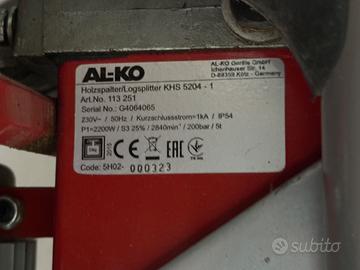 AL-KO
AL-KO Geräte GmbH
Ichenhauser Str. 14
D-89359 Kötz - Germany
Holzspalter/Logsplitter KHS 5204 - 1
Art.No. 113 251
Serial No.: G4064065
230V~ / 50Hz / Kurzschlussstrom=1kA / IP54
P1=2200W / S3 25% / 2840min⁻¹ / 200bar / 5t
2015
CE
Code: 5H02- 000323
subito